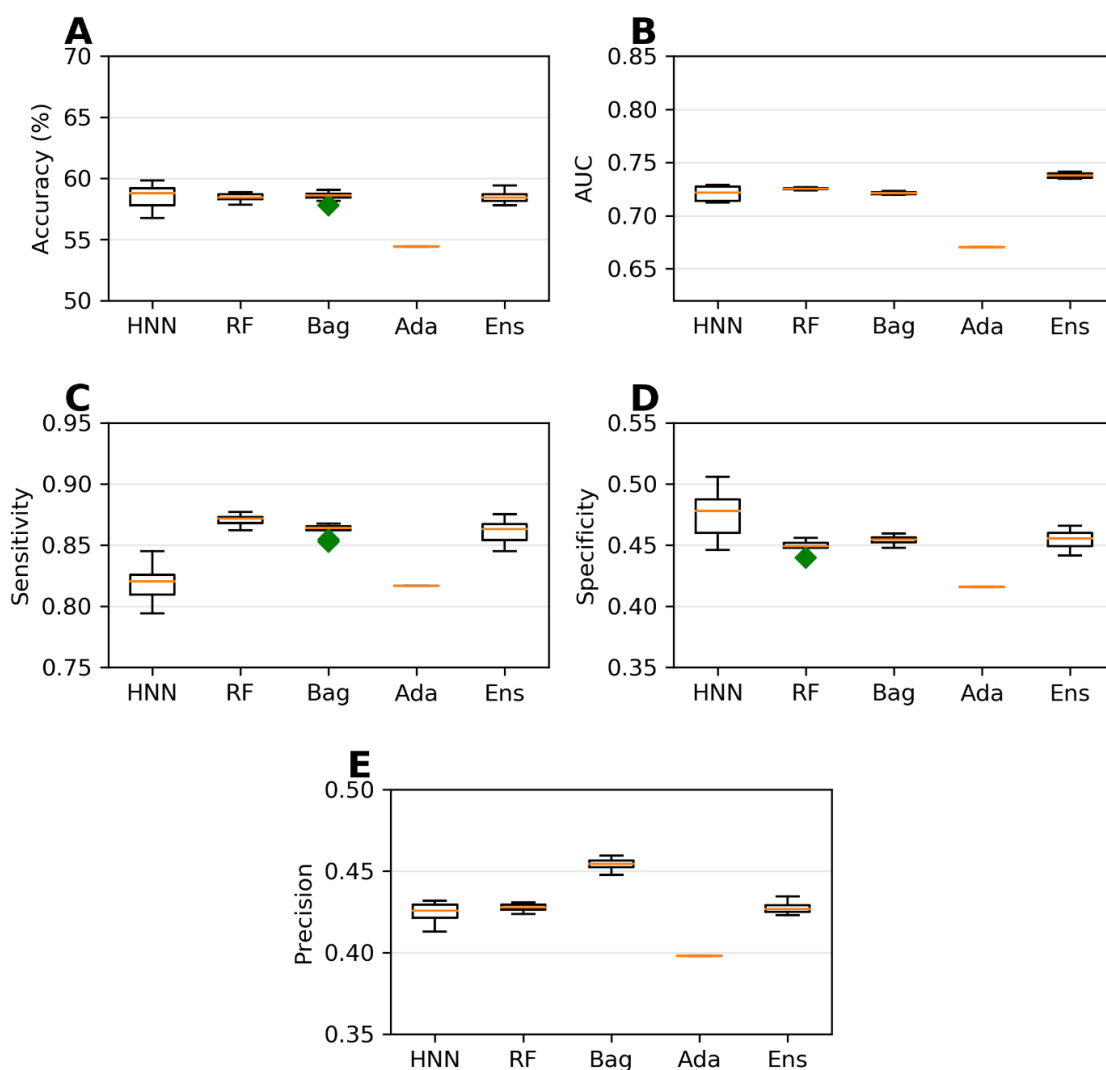 A
Accuracy (%)
70
65
60
55
50
HNN RF Bag Ada Ens
B
AUC
0.85
0.80
0.75
0.70
0.65
HNN RF Bag Ada Ens
C
Sensitivity
0.95
0.90
0.85
0.80
0.75
HNN RF Bag Ada Ens
D
Specificity
0.55
0.50
0.45
0.40
0.35
HNN RF Bag Ada Ens
E
Precision
0.50
0.45
0.40
0.35
HNN RF Bag Ada Ens